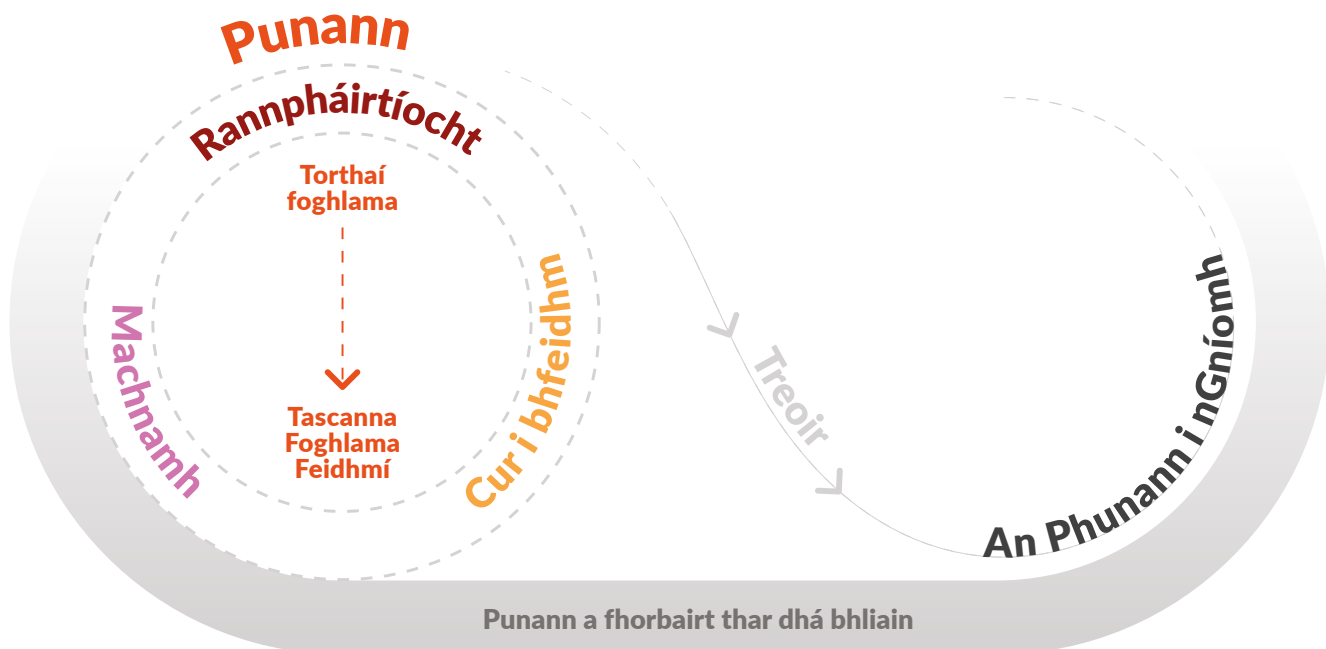 Punann
Rannpháirtíocht
Torthaí
foghlama
Tascanna
Foghlama
Feidhmí
Machnamh
Cur i bhfeidhm
Treoir
An Phunann i nGníomh
Punann a fhorbairt thar dhá bhliain